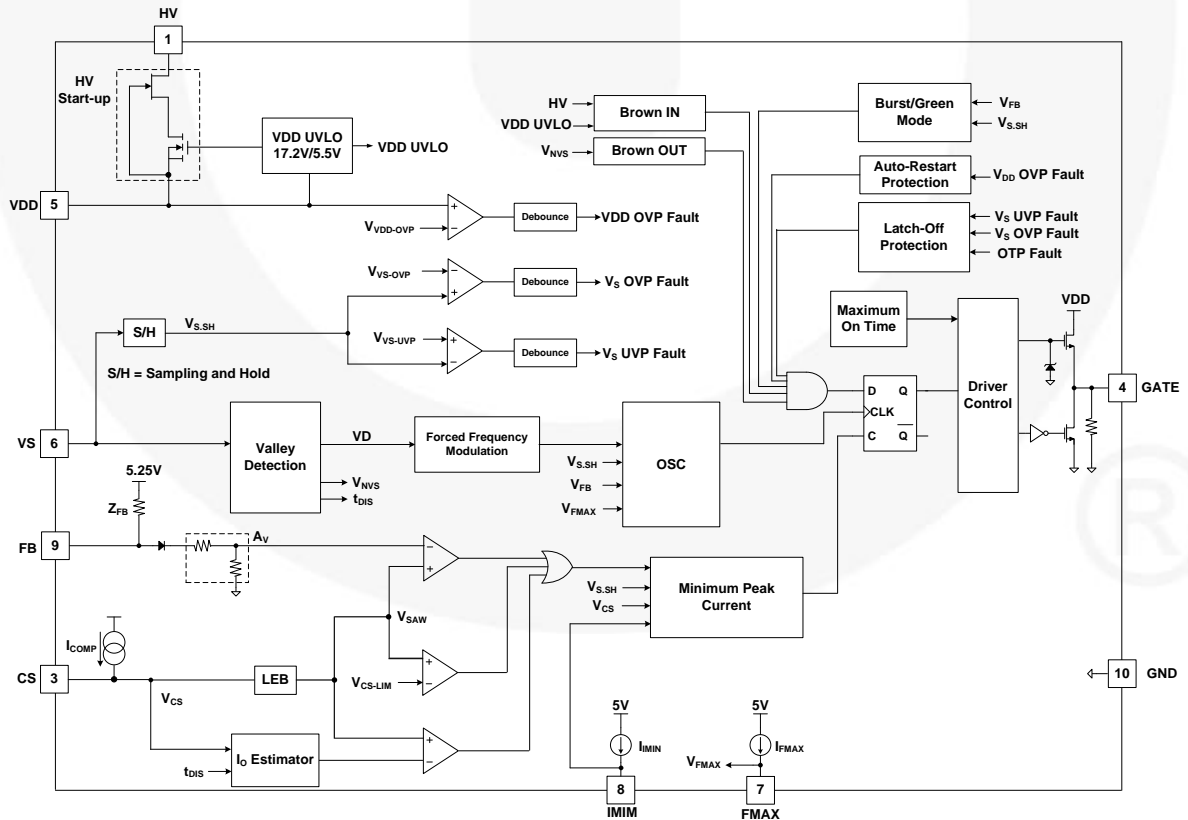 HV
1
HV
Start-up
VDD UVLO
17.2V/5.5V
VDD UVLO
HV
VDD UVLO
Brown IN
VNVS
Brown OUT
Burst/Green
Mode
VFB
VS.SH
Auto-Restart
Protection
VDD OVP Fault
Latch-Off
Protection
VS UVP Fault
VS OVP Fault
OTP Fault
VDD
5
VVDD-OVP
+
−
Debounce
VDD OVP Fault
VVS-OVP
−
+
Debounce
VS OVP Fault
S/H
VS.SH
VVS-UVP
+
−
Debounce
VS UVP Fault
S/H = Sampling and Hold
Maximum
On Time
VDD
Driver
Control
4
GATE
D Q
CLK
C Q
VS
6
Valley
Detection
VD
VNVS
tDIS
Forced Frequency
Modulation
OSC
VS.SH
VFB
VFMAX
5.25V
ZFB
FB
9
AV
−
+
VSAW
+
−
VCS-LIM
+
−
Minimum Peak
Current
VS.SH
VCS
ICOMP
CS
3
VCS
LEB
IO Estimator
tDIS
5V
IIMIN
8
IMIM
5V
IFMAX
VFMAX
7
FMAX
10
GND
®